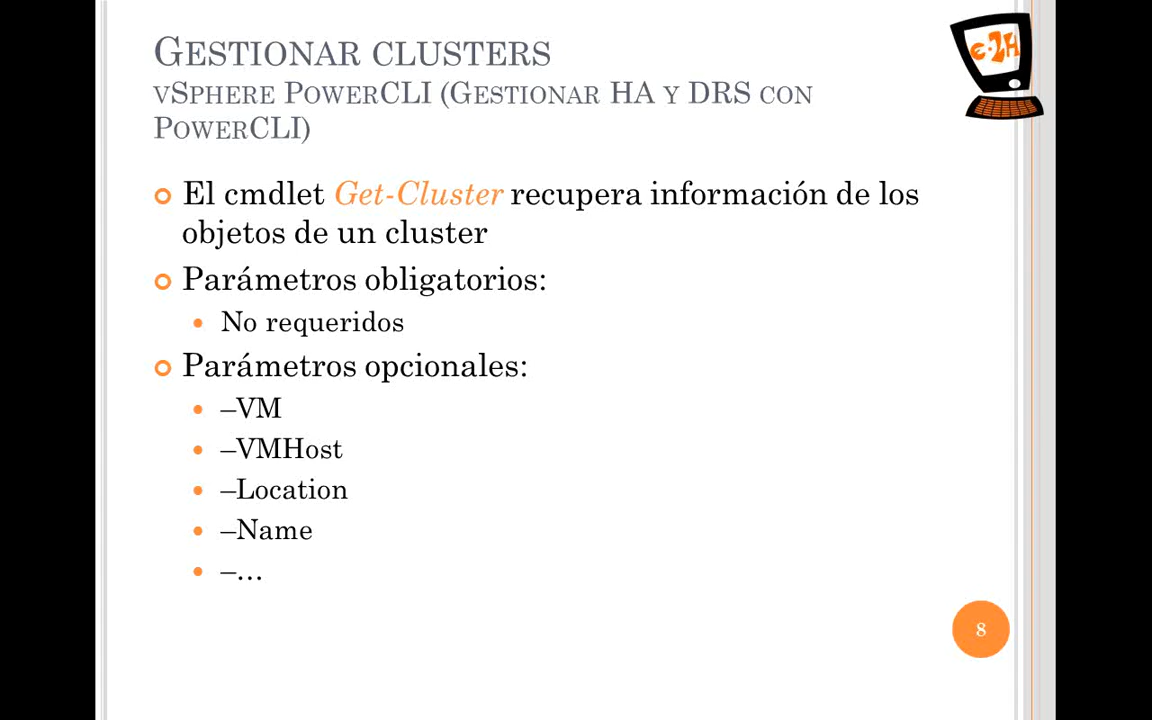 GESTIONAR CLUSTERS
VSPHERE POWERCLI (GESTIONAR HA Y DRS CON
POWERCLI)
El cmdlet Get-Cluster recupera información de los
objetos de un cluster
Parámetros obligatorios:
No requeridos
Parámetros opcionales:
–VM
–VMHost
–Location
–Name
–…
8
e-2H